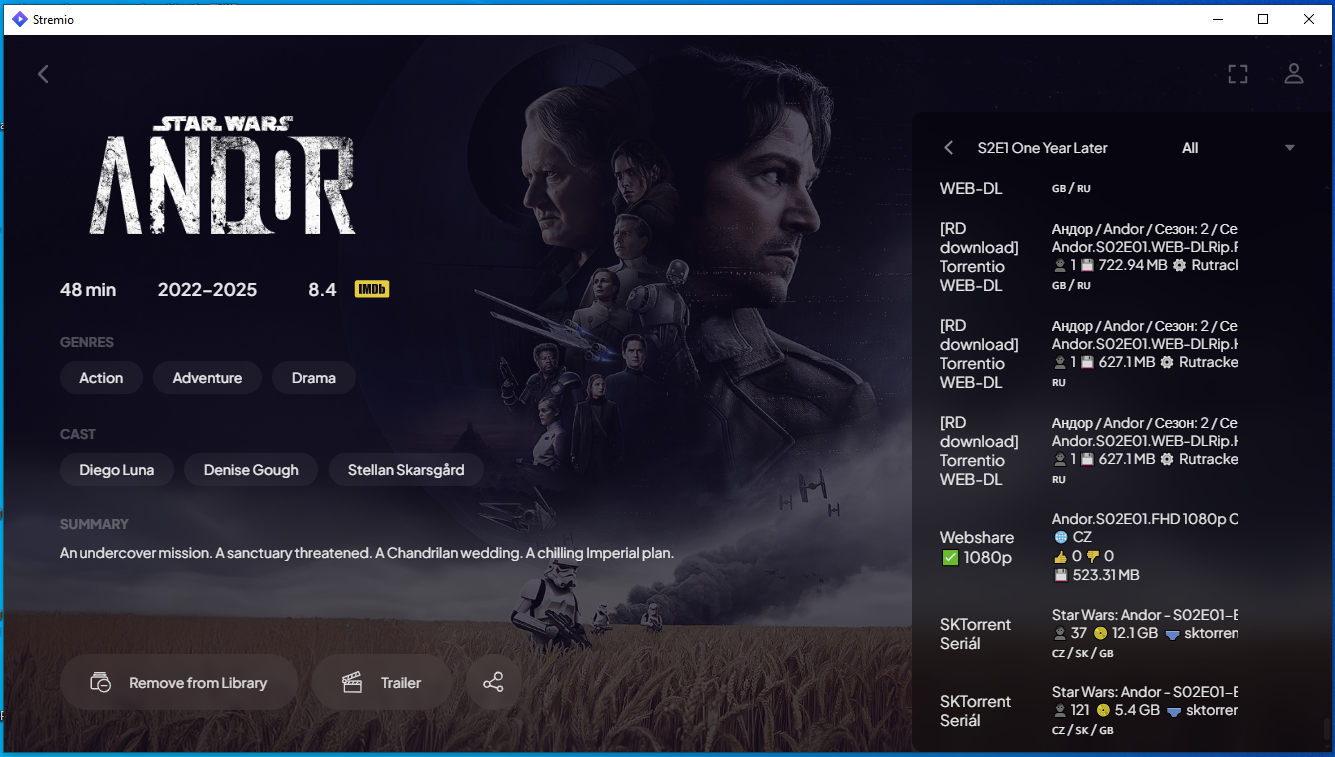 Stremio
STAR WARS
ANDOR
48 min
2022–2025
8.4
IMDb
GENRES
Action
Adventure
Drama
CAST
Diego Luna
Denise Gough
Stellan Skarsgård
SUMMARY
An undercover mission. A sanctuary threatened. A Chandrilan wedding. A chilling Imperial plan.
Remove from Library
Trailer
S2E1 One Year Later
All
WEB-DL
GB / RU
[RD
download]
Torrentio
WEB-DL
Андор / Andor / Сезон: 2 / Се
Andor.S02E01.WEB-DLRip.
👤 1 💾 722.94 MB ⚙️ Rutrack
GB / RU
[RD
download]
Torrentio
WEB-DL
Андор / Andor / Сезон: 2 / Се
Andor.S02E01.WEB-DLRip.
👤 1 💾 627.1 MB ⚙️ Rutracke
RU
[RD
download]
Torrentio
WEB-DL
Андор / Andor / Сезон: 2 / Се
Andor.S02E01.WEB-DLRip.
👤 1 💾 627.1 MB ⚙️ Rutracke
RU
Webshare
✅ 1080p
Andor.S02E01.FHD 1080p C
🌐 CZ
👍 0 👎 0
💾 523.31 MB
SKTorrent
Seriál
Star Wars: Andor - S02E01-E
👤 37 📀 12.1 GB 🩲 sktorren
CZ / SK / GB
SKTorrent
Seriál
Star Wars: Andor - S02E01-E
👤 121 📀 5.4 GB 🩲 sktorrer
CZ / SK / GB